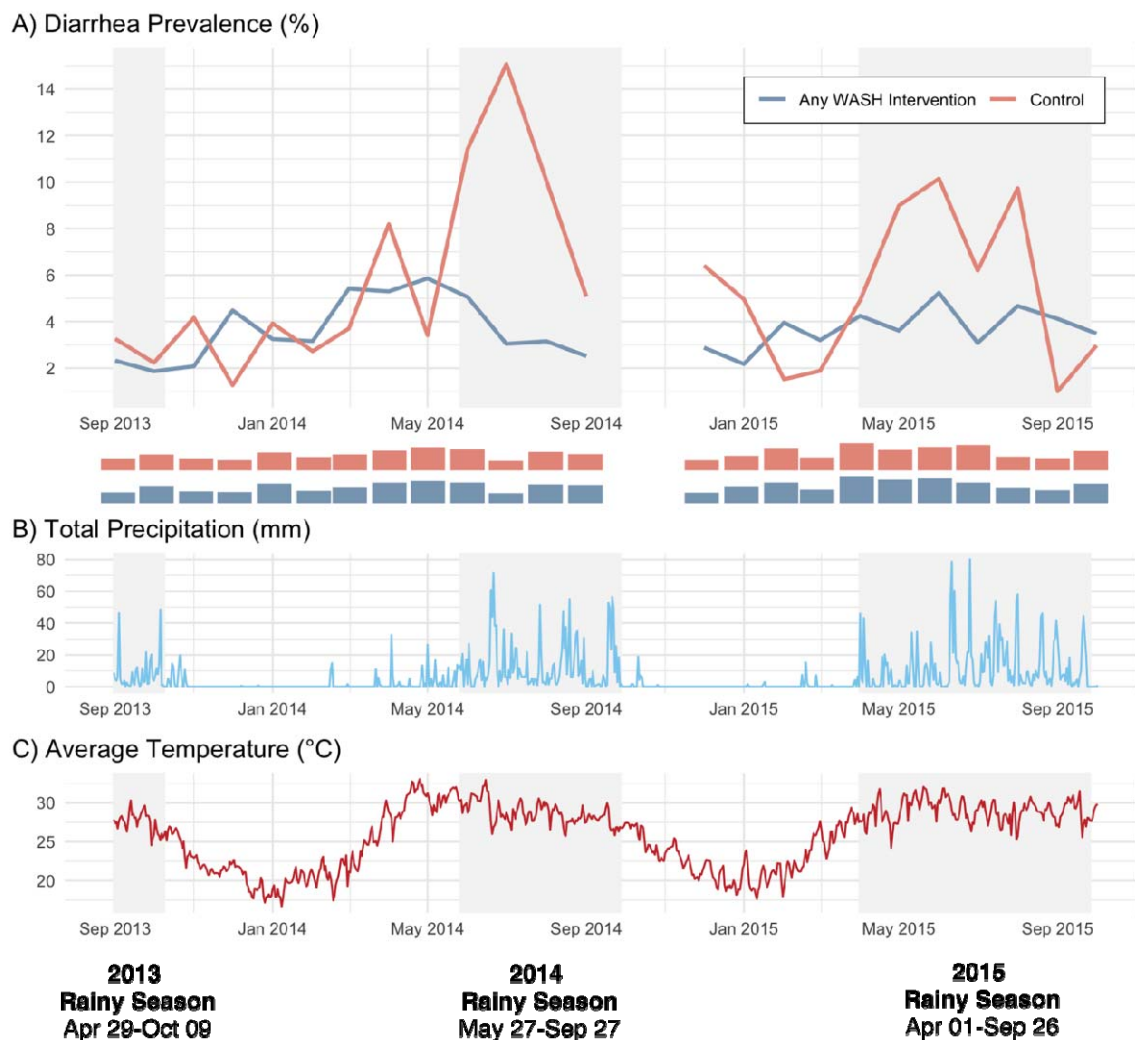 A) Diarrhea Prevalence (%)
14
12
10
8
6
4
2
Any WASH Intervention Control
Sep 2013 Jan 2014 May 2014 Sep 2014 Jan 2015 May 2015 Sep 2015
B) Total Precipitation (mm)
80
60
40
20
0
Sep 2013 Jan 2014 May 2014 Sep 2014 Jan 2015 May 2015 Sep 2015
C) Average Temperature (°C)
30
25
20
Sep 2013 Jan 2014 May 2014 Sep 2014 Jan 2015 May 2015 Sep 2015
2013 2014 2015
Rainy Season Rainy Season Rainy Season
Apr 29-Oct 09 May 27-Sep 27 Apr 01-Sep 26